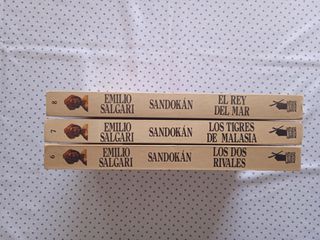 8
EMILIO
SALGARI
SANDOKÁN
EL REY
DEL MAR
7
EMILIO
SALGARI
SANDOKÁN
LOS TIGRES
DE MALASIA
6
EMILIO
SALGARI
SANDOKÁN
LOS DOS
RIVALES